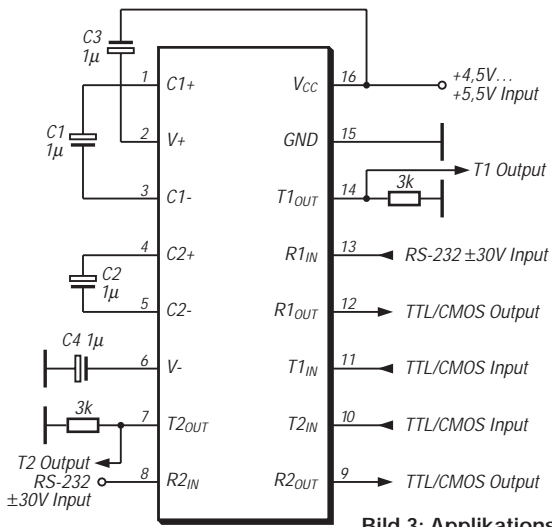 C3
1µ
1
C1+
VCC
16
+4,5V…
+5,5V Input
C1
1µ
2
V+
GND
15
3
C1-
T1OUT
14
T1 Output
3k
4
C2+
R1IN
13
RS-232 ±30V Input
C2
1µ
5
C2-
R1OUT
12
TTL/CMOS Output
C4 1µ
6
V-
T1IN
11
TTL/CMOS Input
3k
7
T2OUT
T2IN
10
TTL/CMOS Input
T2 Output
RS-232
±30V Input
8
R2IN
R2OUT
9
TTL/CMOS Output
Bild 3: Applikations